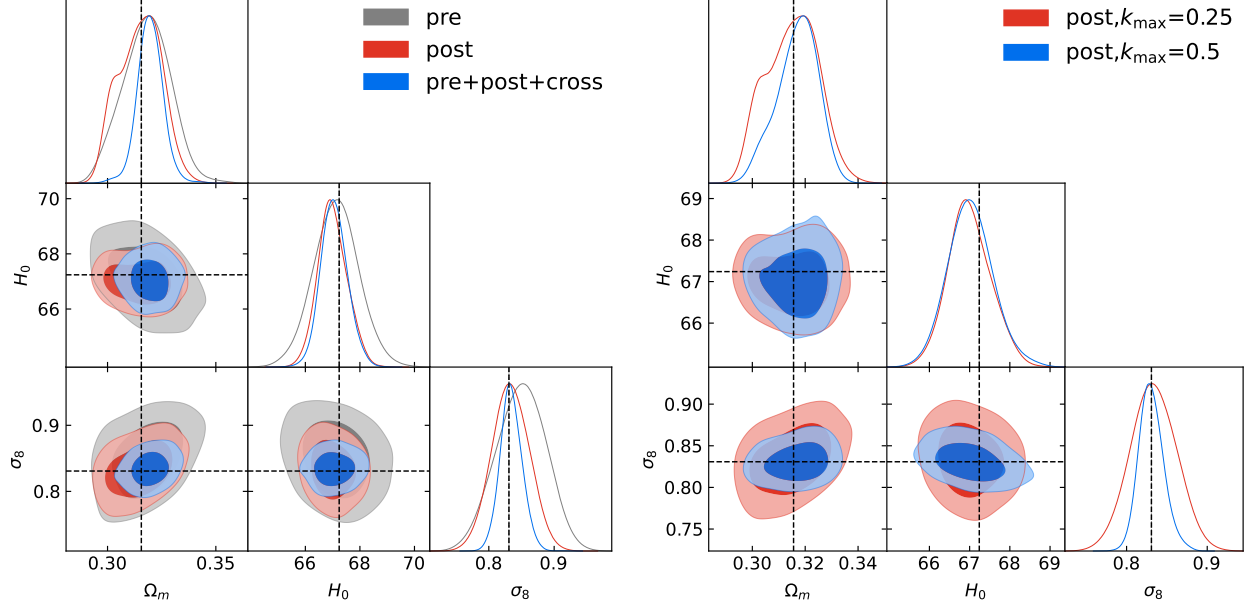 pre
post
pre+post+cross
70
68
66
H₀
0.9
0.8
σ₈
0.30 0.35
Ωₘ
66 68 70
H₀
0.8 0.9
σ₈
post,kₘₐₓ=0.25
post,kₘₐₓ=0.5
69
68
67
66
H₀
0.90
0.85
0.80
0.75
σ₈
0.30 0.32 0.34
Ωₘ
66 67 68 69
H₀
0.8 0.9
σ₈